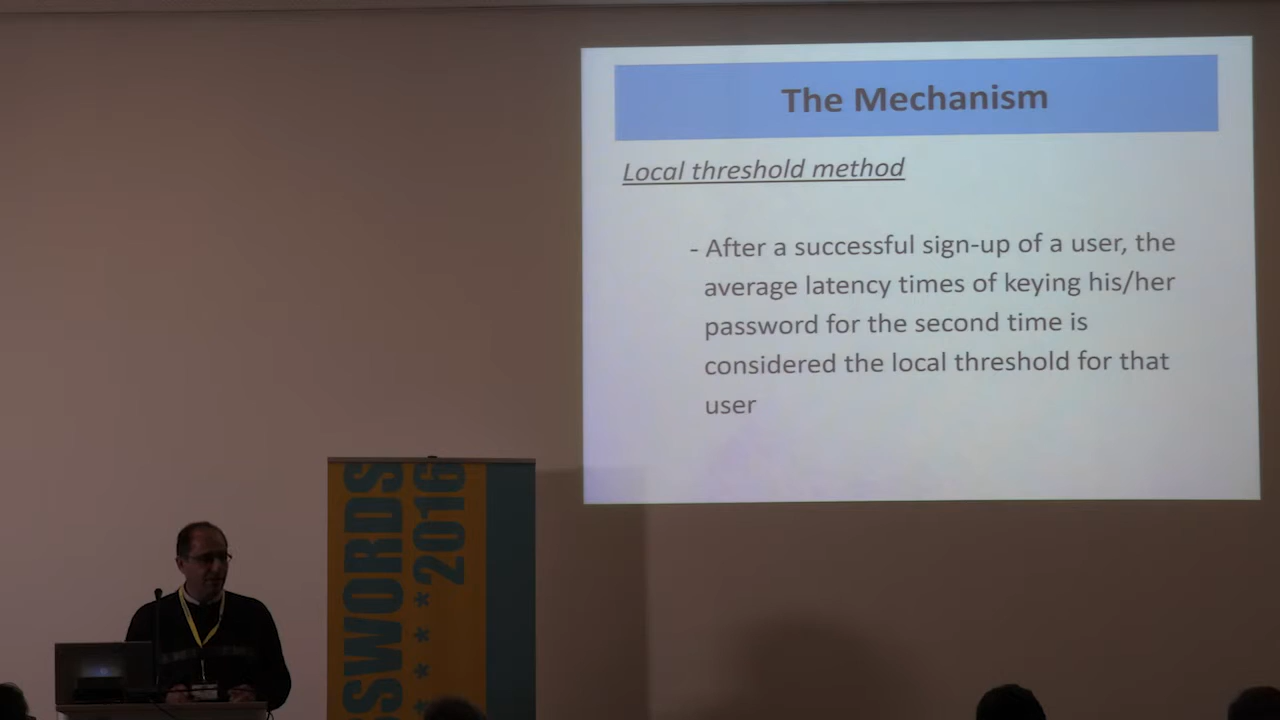 The Mechanism
Local threshold method
- After a successful sign-up of a user, the
average latency times of keying his/her
password for the second time is
considered the local threshold for that
user
SSWORDS
* * * * 2016